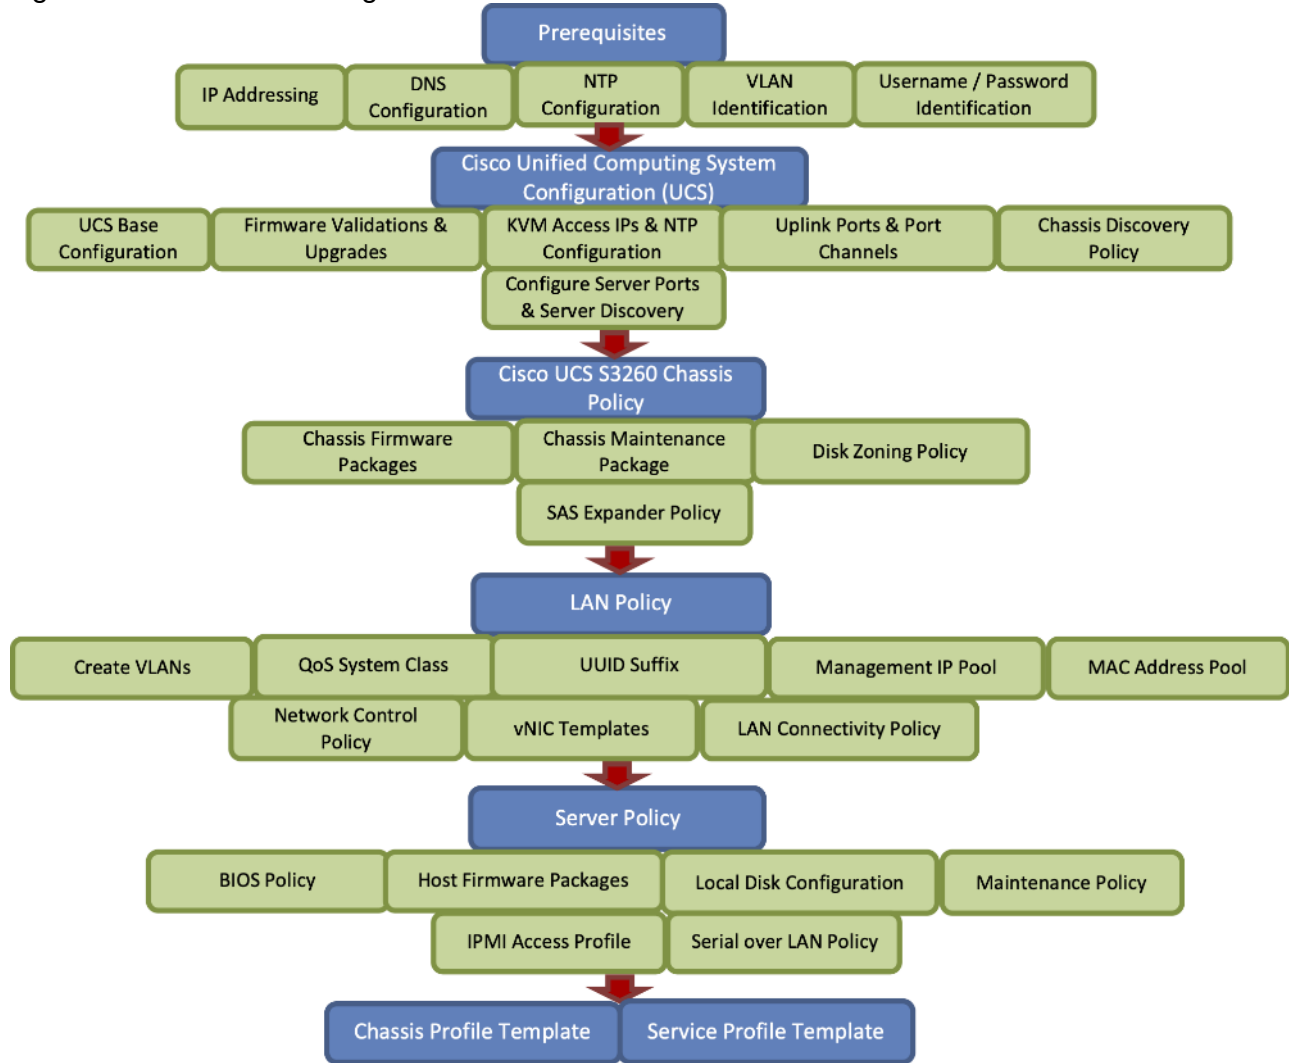 Prerequisites
IP Addressing
DNS
Configuration
NTP
Configuration
VLAN
Identification
Username / Password
Identification
Cisco Unified Computing System
Configuration (UCS)
UCS Base
Configuration
Firmware Validations &
Upgrades
KVM Access IPs & NTP
Configuration
Uplink Ports & Port
Channels
Chassis Discovery
Policy
Configure Server Ports
& Server Discovery
Cisco UCS S3260 Chassis
Policy
Chassis Firmware
Packages
Chassis Maintenance
Package
Disk Zoning Policy
SAS Expander Policy
LAN Policy
Create VLANs
QoS System Class
UUID Suffix
Management IP Pool
MAC Address Pool
Network Control
Policy
vNIC Templates
LAN Connectivity Policy
Server Policy
BIOS Policy
Host Firmware Packages
Local Disk Configuration
Maintenance Policy
IPMI Access Profile
Serial over LAN Policy
Chassis Profile Template
Service Profile Template